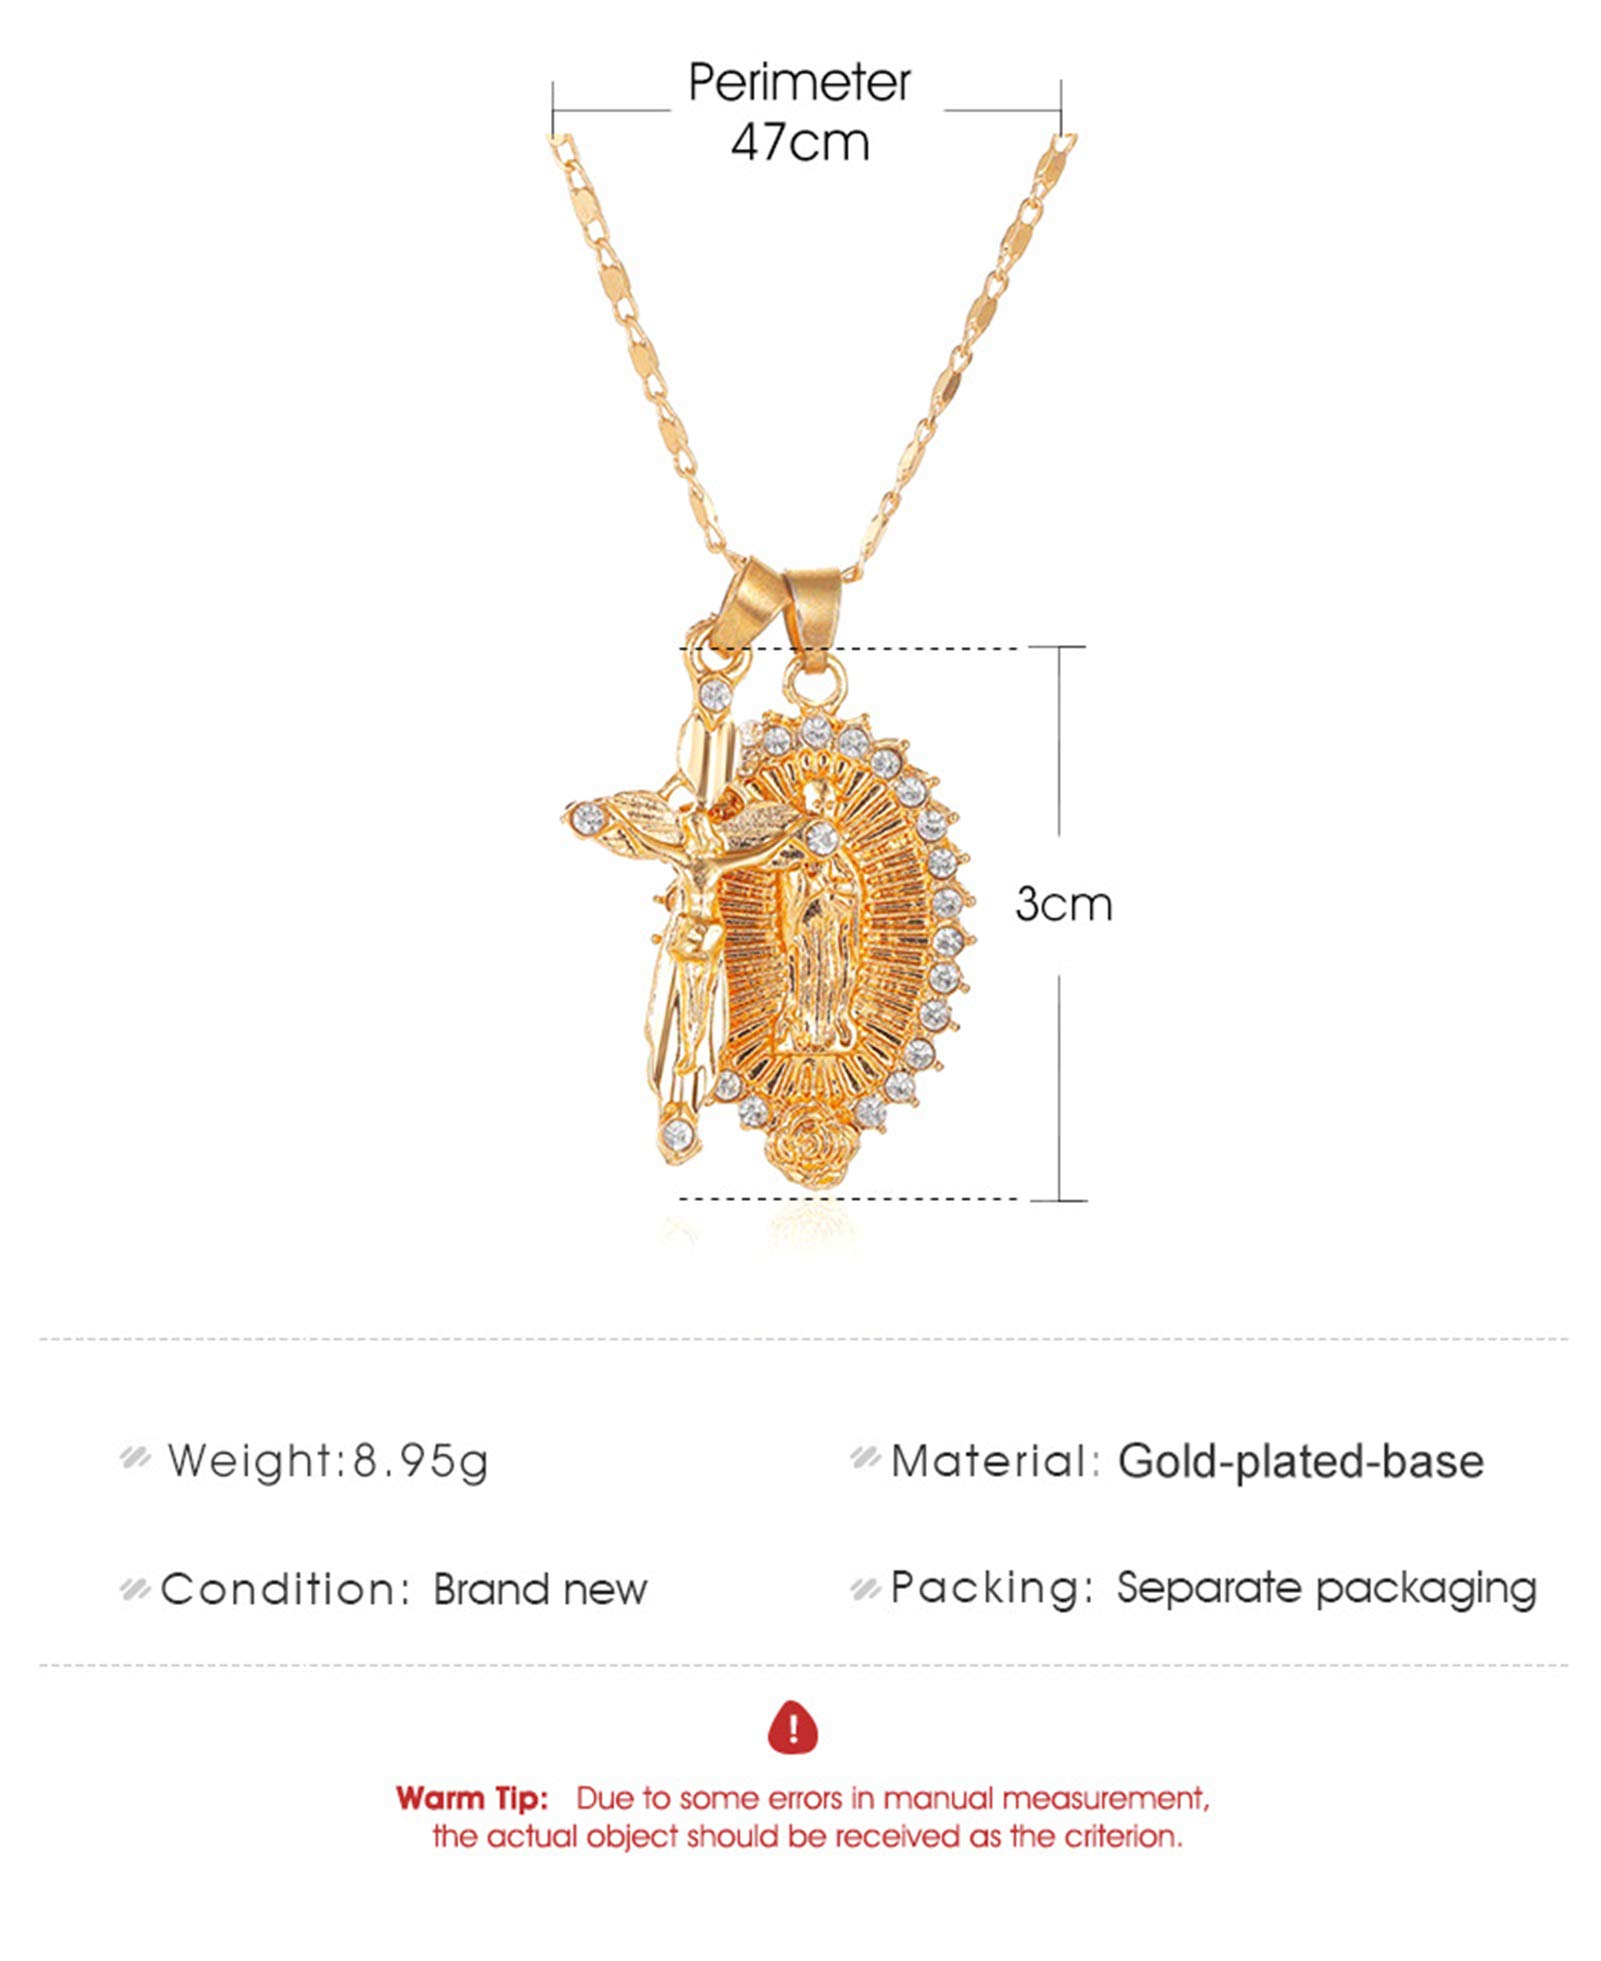 Perimeter
47cm
3cm
Weight:8.95g
Material: Gold-plated-base
Condition: Brand new
Packing: Separate packaging
!
Warm Tip: Due to some errors in manual measurement,
the actual object should be received as the criterion.